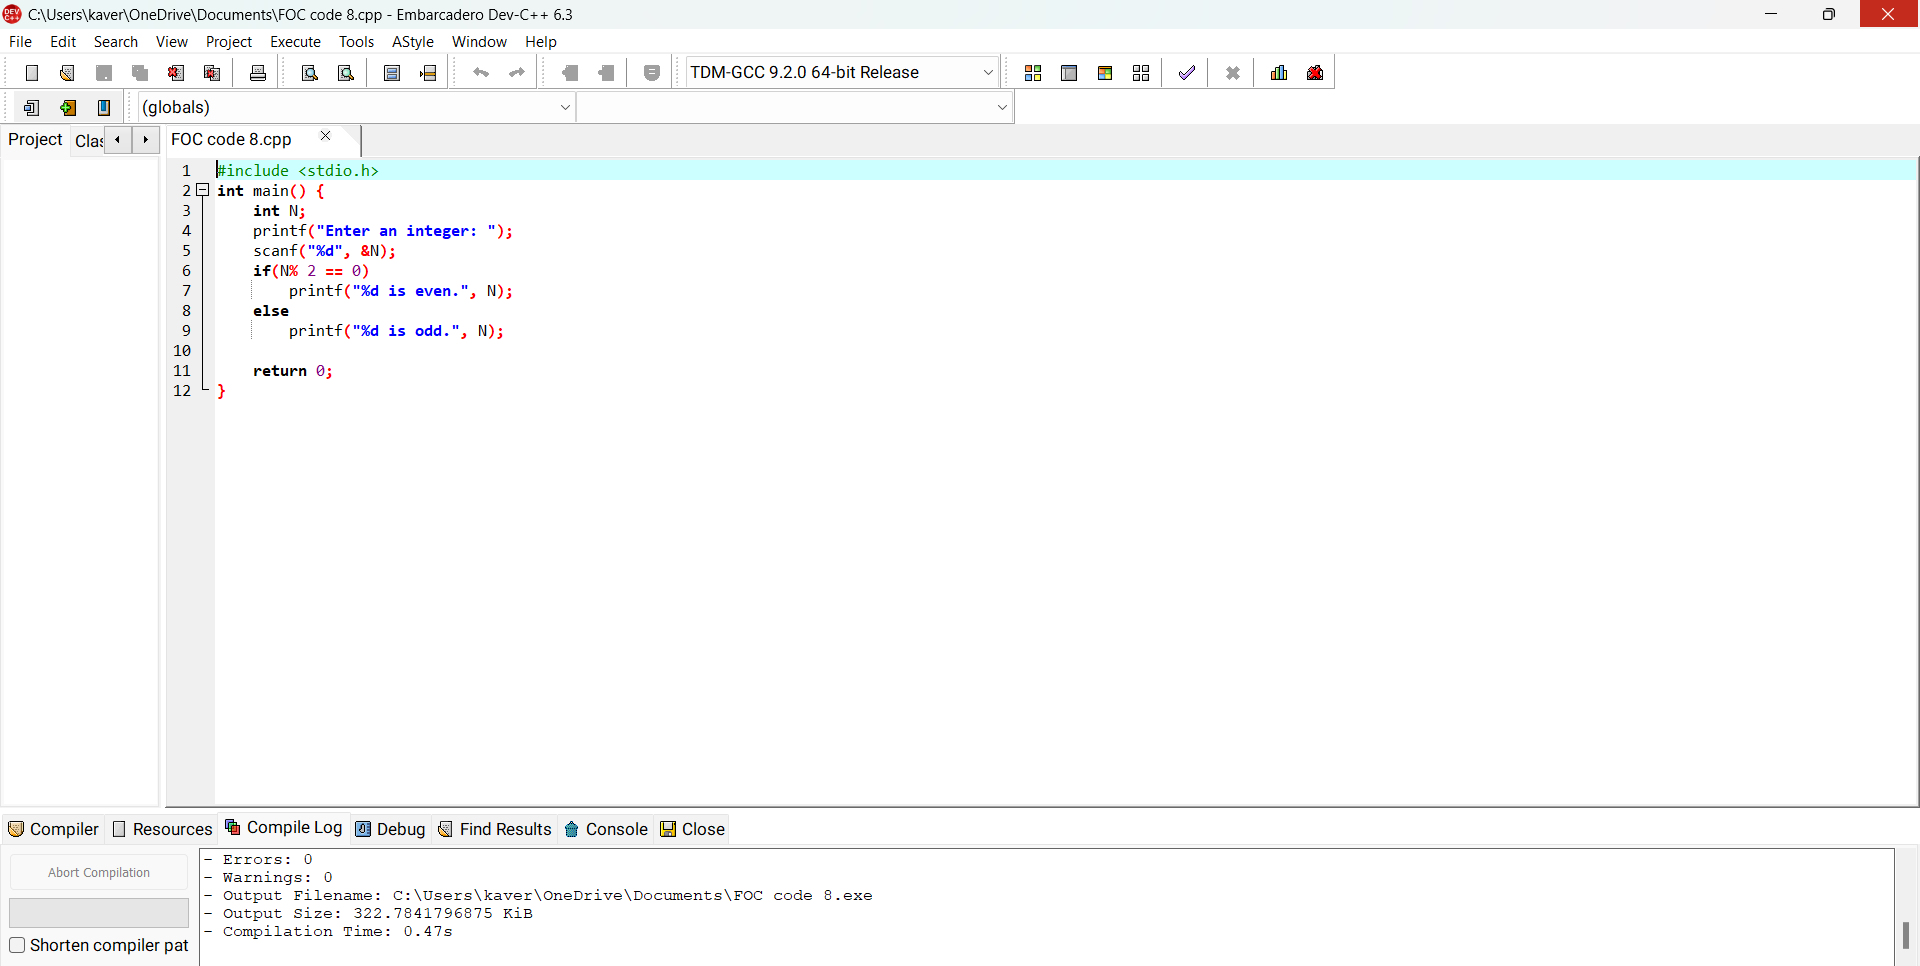 C:\Users\kaver\OneDrive\Documents\FOC code 8.cpp - Embarcadero Dev-C++ 6.3
File Edit Search View Project Execute Tools AStyle Window Help
TDM-GCC 9.2.0 64-bit Release
(globals)
Project Clas FOC code 8.cpp
1 #include <stdio.h>
2 int main() {
3 int N;
4 printf("Enter an integer: ");
5 scanf("%d", &N);
6 if(N% 2 == 0)
7 printf("%d is even.", N);
8 else
9 printf("%d is odd.", N);
10
11 return 0;
12 }
Compiler Resources Compile Log Debug Find Results Console Close
Abort Compilation
Shorten compiler pat
- Errors: 0
- Warnings: 0
- Output Filename: C:\Users\kaver\OneDrive\Documents\FOC code 8.exe
- Output Size: 322.7841796875 KiB
- Compilation Time: 0.47s